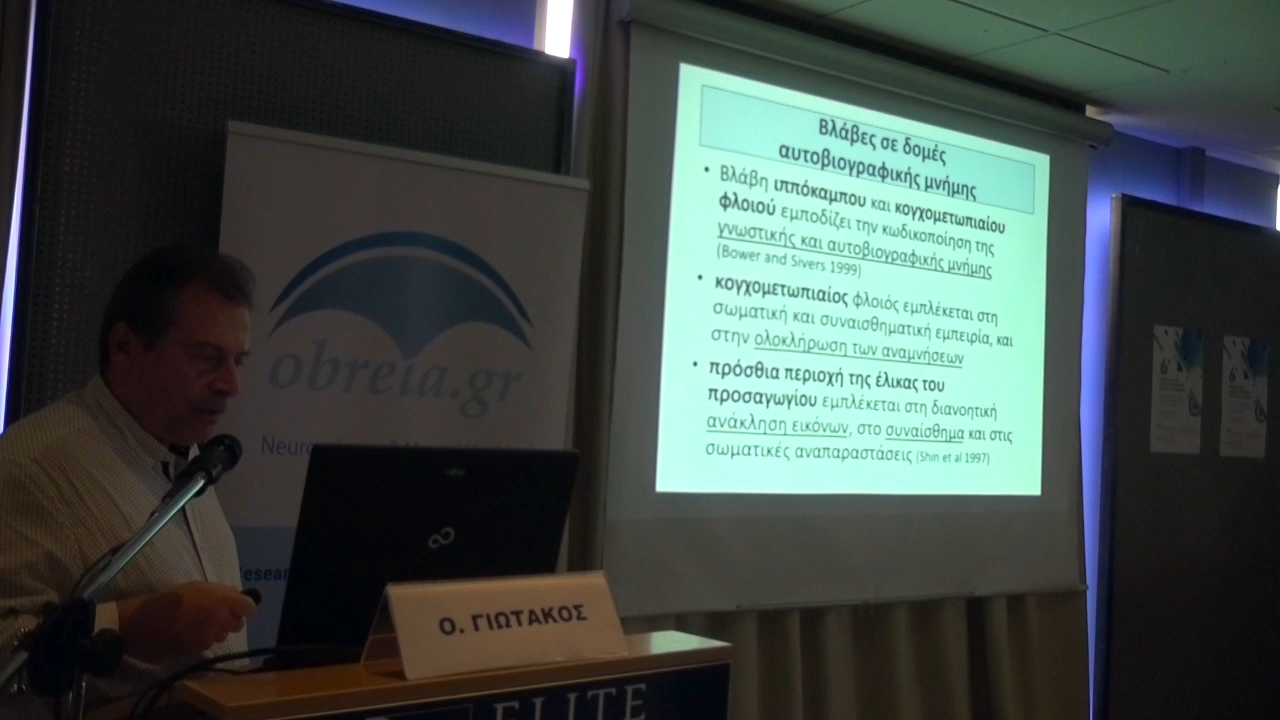 Βλάβες σε δομές
αυτοβιογραφικής μνήμης
• Βλάβη ιππόκαμπου και κογχομετωπιαίου
φλοιού εμποδίζει την κωδικοποίηση της
γνωστικής και αυτοβιογραφικής μνήμης
(Bower and Sivers 1999)
• κογχομετωπιαίος φλοιός εμπλέκεται στη
σωματική και συναισθηματική εμπειρία, και
στην ολοκλήρωση των αναμνήσεων
• πρόσθια περιοχή της έλικας του
προσαγωγίου εμπλέκεται στη διανοητική
ανάκληση εικόνων, στο συναίσθημα και στις
σωματικές αναπαραστάσεις (Shin et al 1997)
obreia.gr
FUJITSU
Ο. ΓΙΩΤΑΚΟΣ
ELITE
6